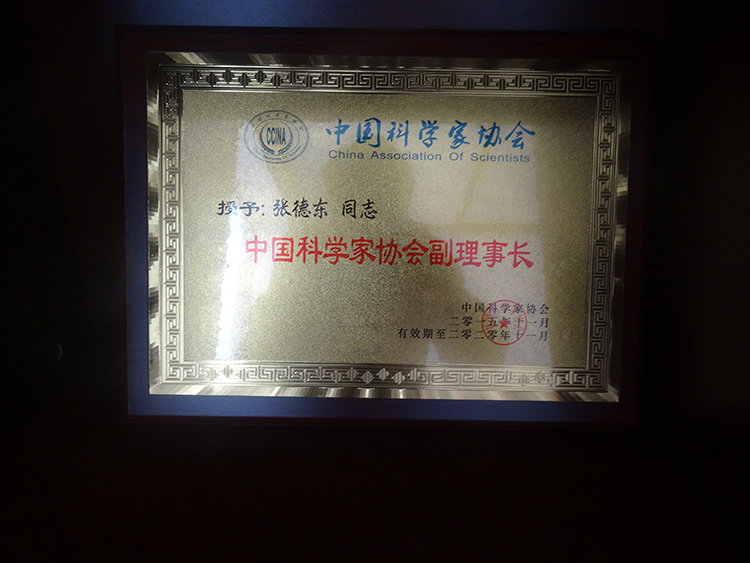 CCINA
中国科学家协会
China Association Of Scientists
授予: 张德东 同志
中国科学家协会副理事长
中国科学家协会
二零一五年十一月
有效期至二零二零年十一月